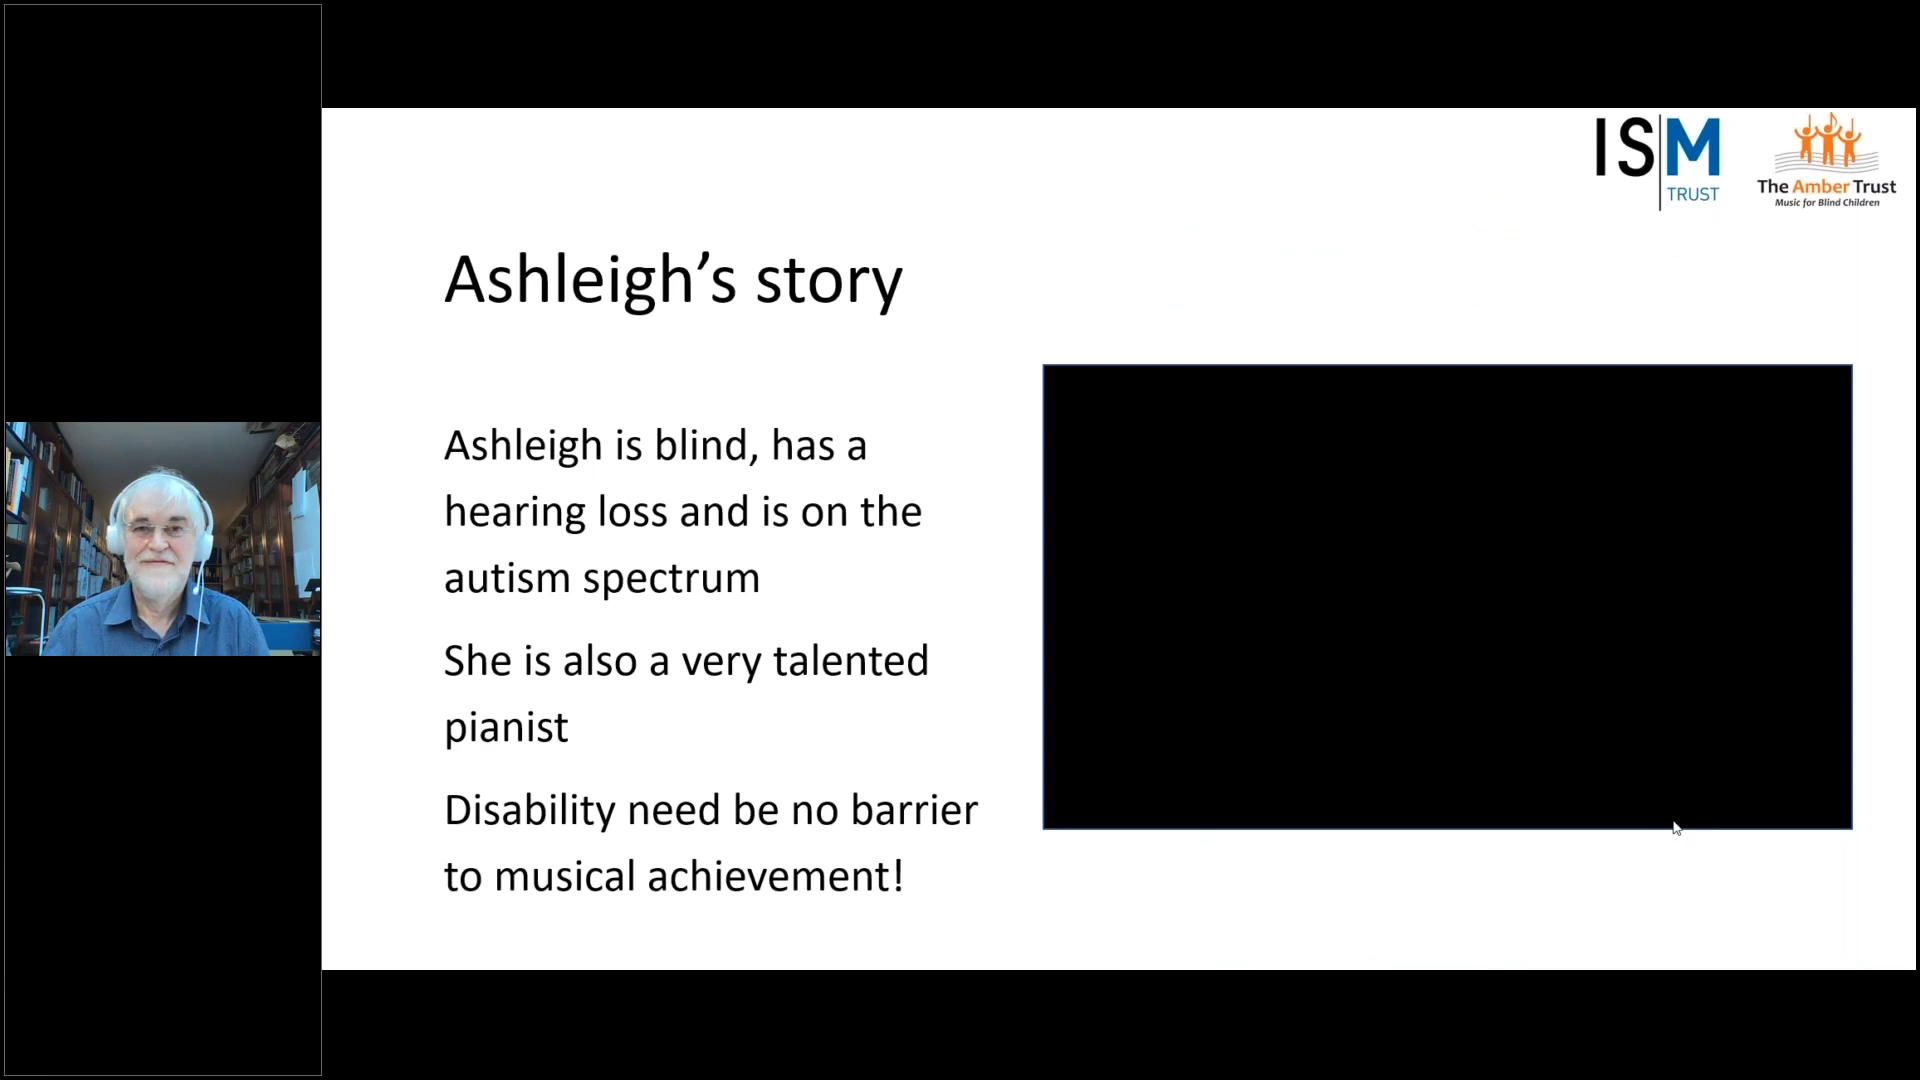 ISM
TRUST
The Amber Trust
Music for Blind Children
Ashleigh’s story
Ashleigh is blind, has a
hearing loss and is on the
autism spectrum
She is also a very talented
pianist
Disability need be no barrier
to musical achievement!